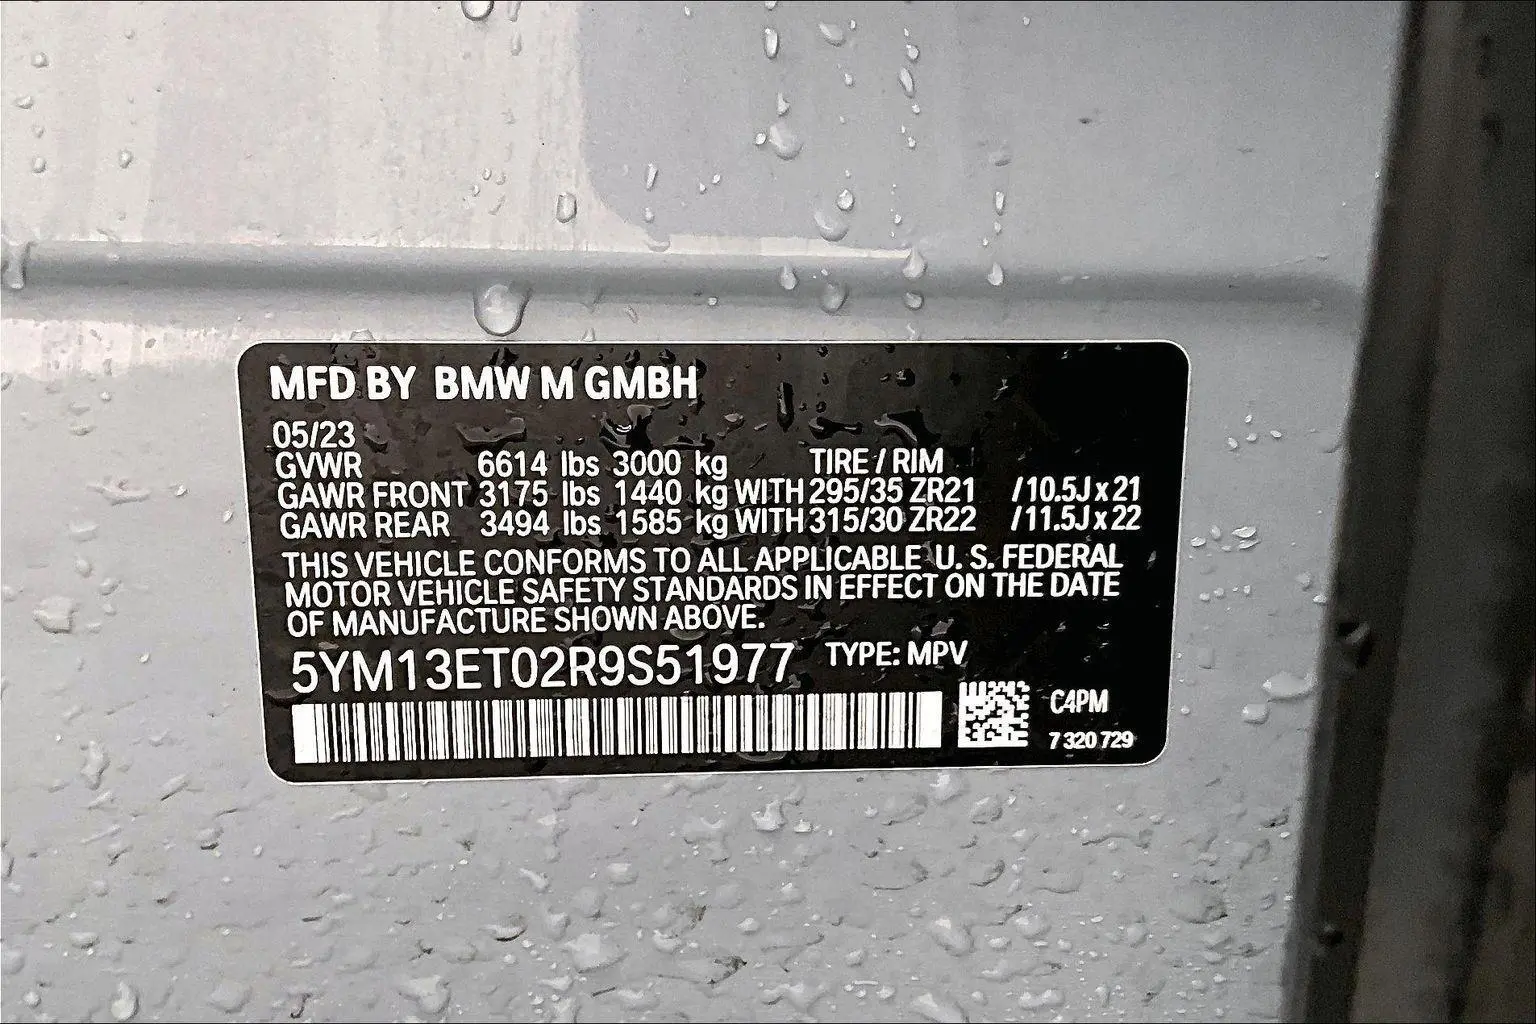 MFD BY BMW M GMBH
05/23
GVWR 6614 lbs 3000 kg TIRE / RIM
GAWR FRONT 3175 lbs 1440 kg WITH 295/35 ZR21 /10.5J x 21
GAWR REAR 3494 lbs 1585 kg WITH 315/30 ZR22 /11.5J x 22
THIS VEHICLE CONFORMS TO ALL APPLICABLE U. S. FEDERAL
MOTOR VEHICLE SAFETY STANDARDS IN EFFECT ON THE DATE
OF MANUFACTURE SHOWN ABOVE.
5YM13ET02R9S51977 TYPE: MPV
C4PM
7 320 729